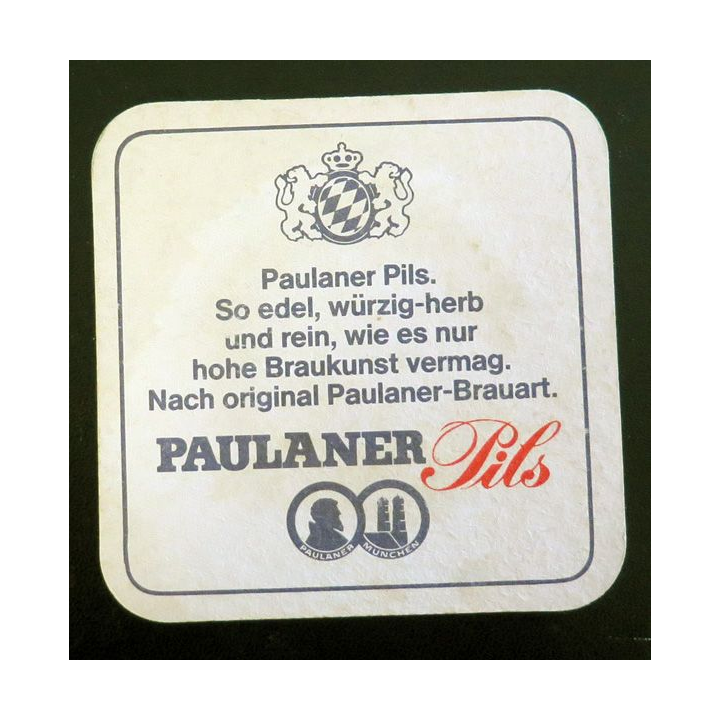 Paulaner Pils.
So edel, würzig-herb
und rein, wie es nur
hohe Braukunst vermag.
Nach original Paulaner-Brauart.
PAULANER Pils
PAULANER MÜNCHEN